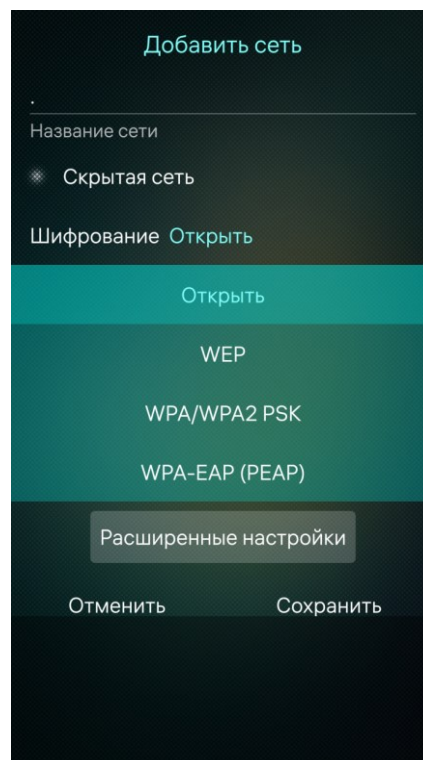 Добавить сеть
.
Название сети
Скрытая сеть
Шифрование Открыть
Открыть
WEP
WPA/WPA2 PSK
WPA-EAP (PEAP)
Расширенные настройки
Отменить Сохранить